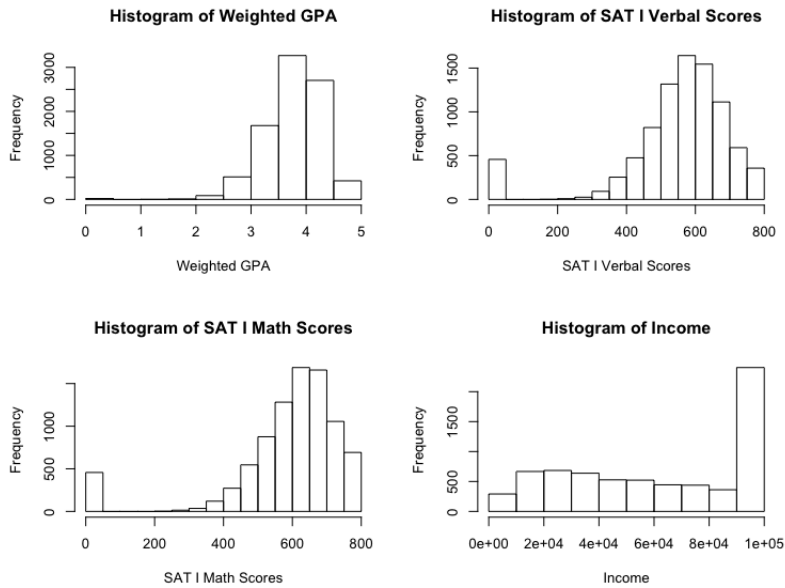 Histogram of Weighted GPA
Frequency
0 1000 2000 3000
0 1 2 3 4 5
Weighted GPA
Histogram of SAT I Verbal Scores
Frequency
0 500 1000 1500
0 200 400 600 800
SAT I Verbal Scores
Histogram of SAT I Math Scores
Frequency
0 500 1000
0 200 400 600 800
SAT I Math Scores
Histogram of Income
Frequency
0 500 1500
0e+00 2e+04 4e+04 6e+04 8e+04 1e+05
Income